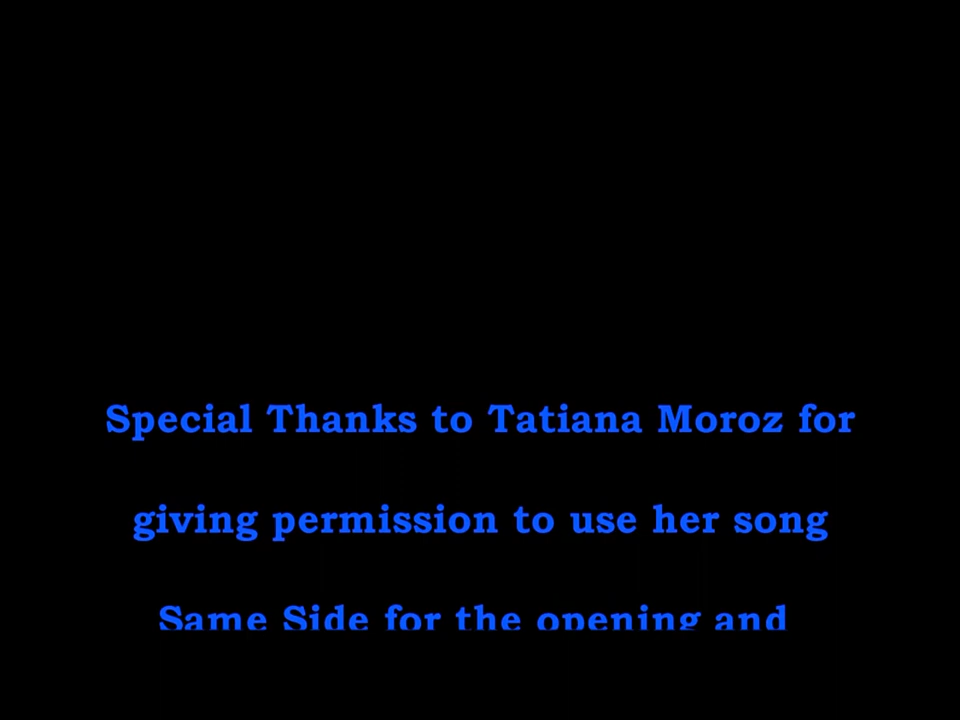 Special Thanks to Tatiana Moroz for
giving permission to use her song
Same Side for the opening and